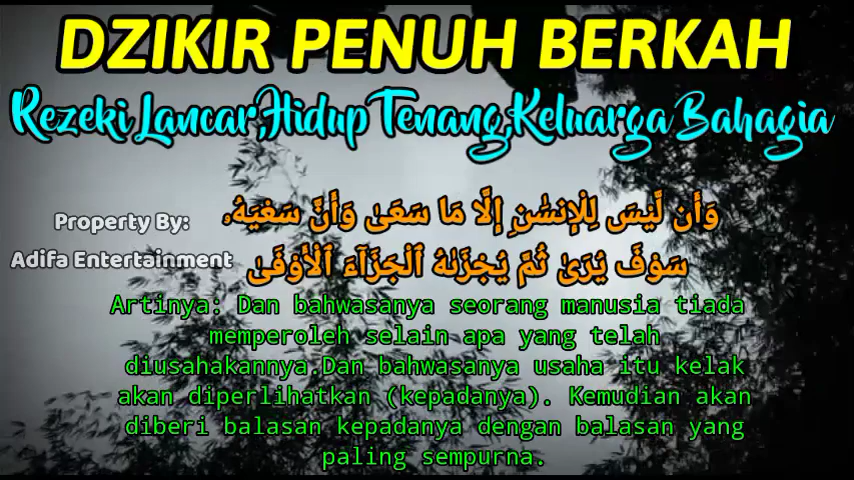 DZIKIR PENUH BERKAH
Rezeki Lancar,Hidup Tenang,Keluarga Bahagia
Property By:
Adifa Entertainment
وَأَن لَّيْسَ لِلْإِنسَٰنِ إِلَّا مَا سَعَىٰ وَأَنَّ سَعْيَهُۥ
سَوْفَ يُرَىٰ ثُمَّ يُجْزَىٰهُ ٱلْجَزَآءَ ٱلْأَوْفَىٰ
Artinya: Dan bahwasanya seorang manusia tiada
memperoleh selain apa yang telah
diusahakannya.Dan bahwasanya usaha itu kelak
akan diperlihatkan (kepadanya). Kemudian akan
diberi balasan kepadanya dengan balasan yang
paling sempurna.